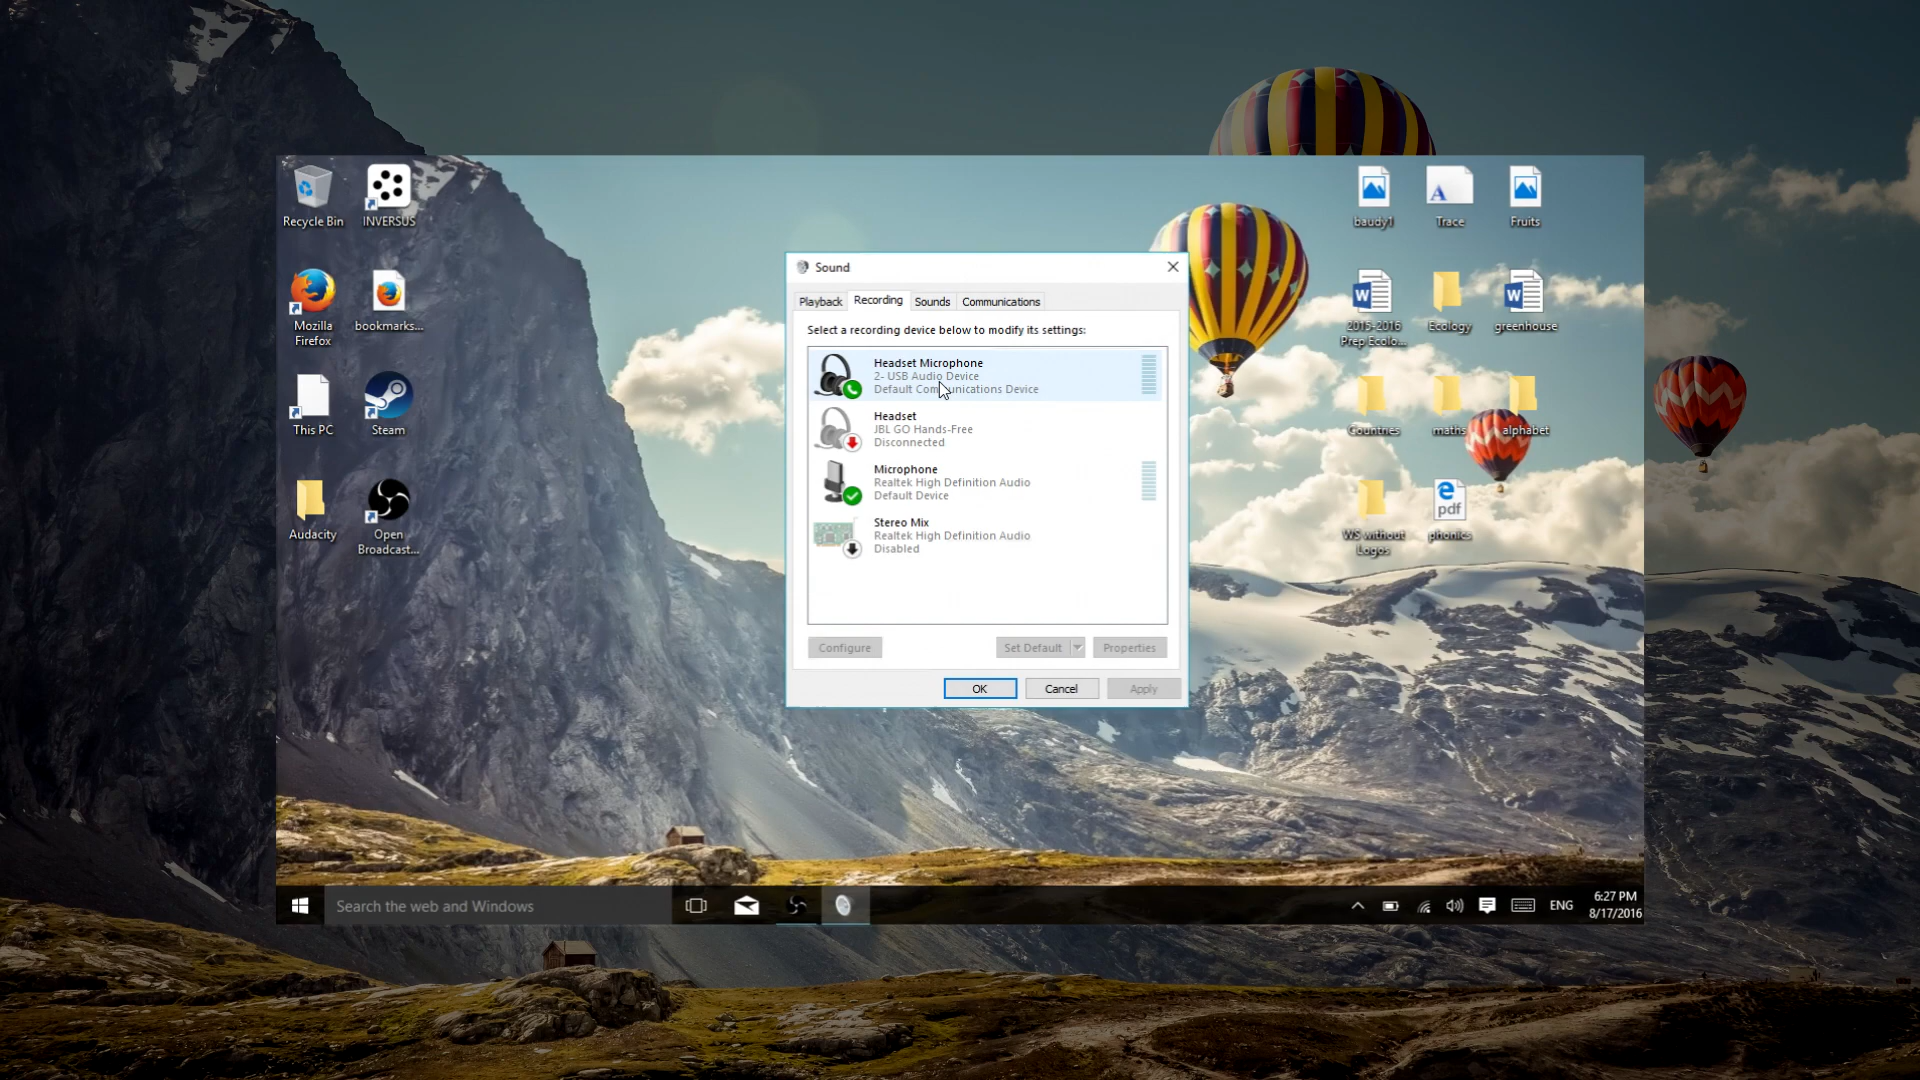 Recycle Bin
INVERSUS
Mozilla
Firefox
bookmarks...
This PC
Steam
Audacity
Open
Broadcast...
baudy1
Trace
Fruits
2015-2016
Prep Ecolo...
Ecology
greenhouse
Countries
maths
alphabet
WS without
Logos
pdf
phonics
Sound
Playback
Recording
Sounds
Communications
Select a recording device below to modify its settings:
Headset Microphone
2- USB Audio Device
Default Communications Device
Headset
JBL GO Hands-Free
Disconnected
Microphone
Realtek High Definition Audio
Default Device
Stereo Mix
Realtek High Definition Audio
Disabled
Configure
Set Default
Properties
OK
Cancel
Apply
Search the web and Windows
ENG
6:27 PM
8/17/2016